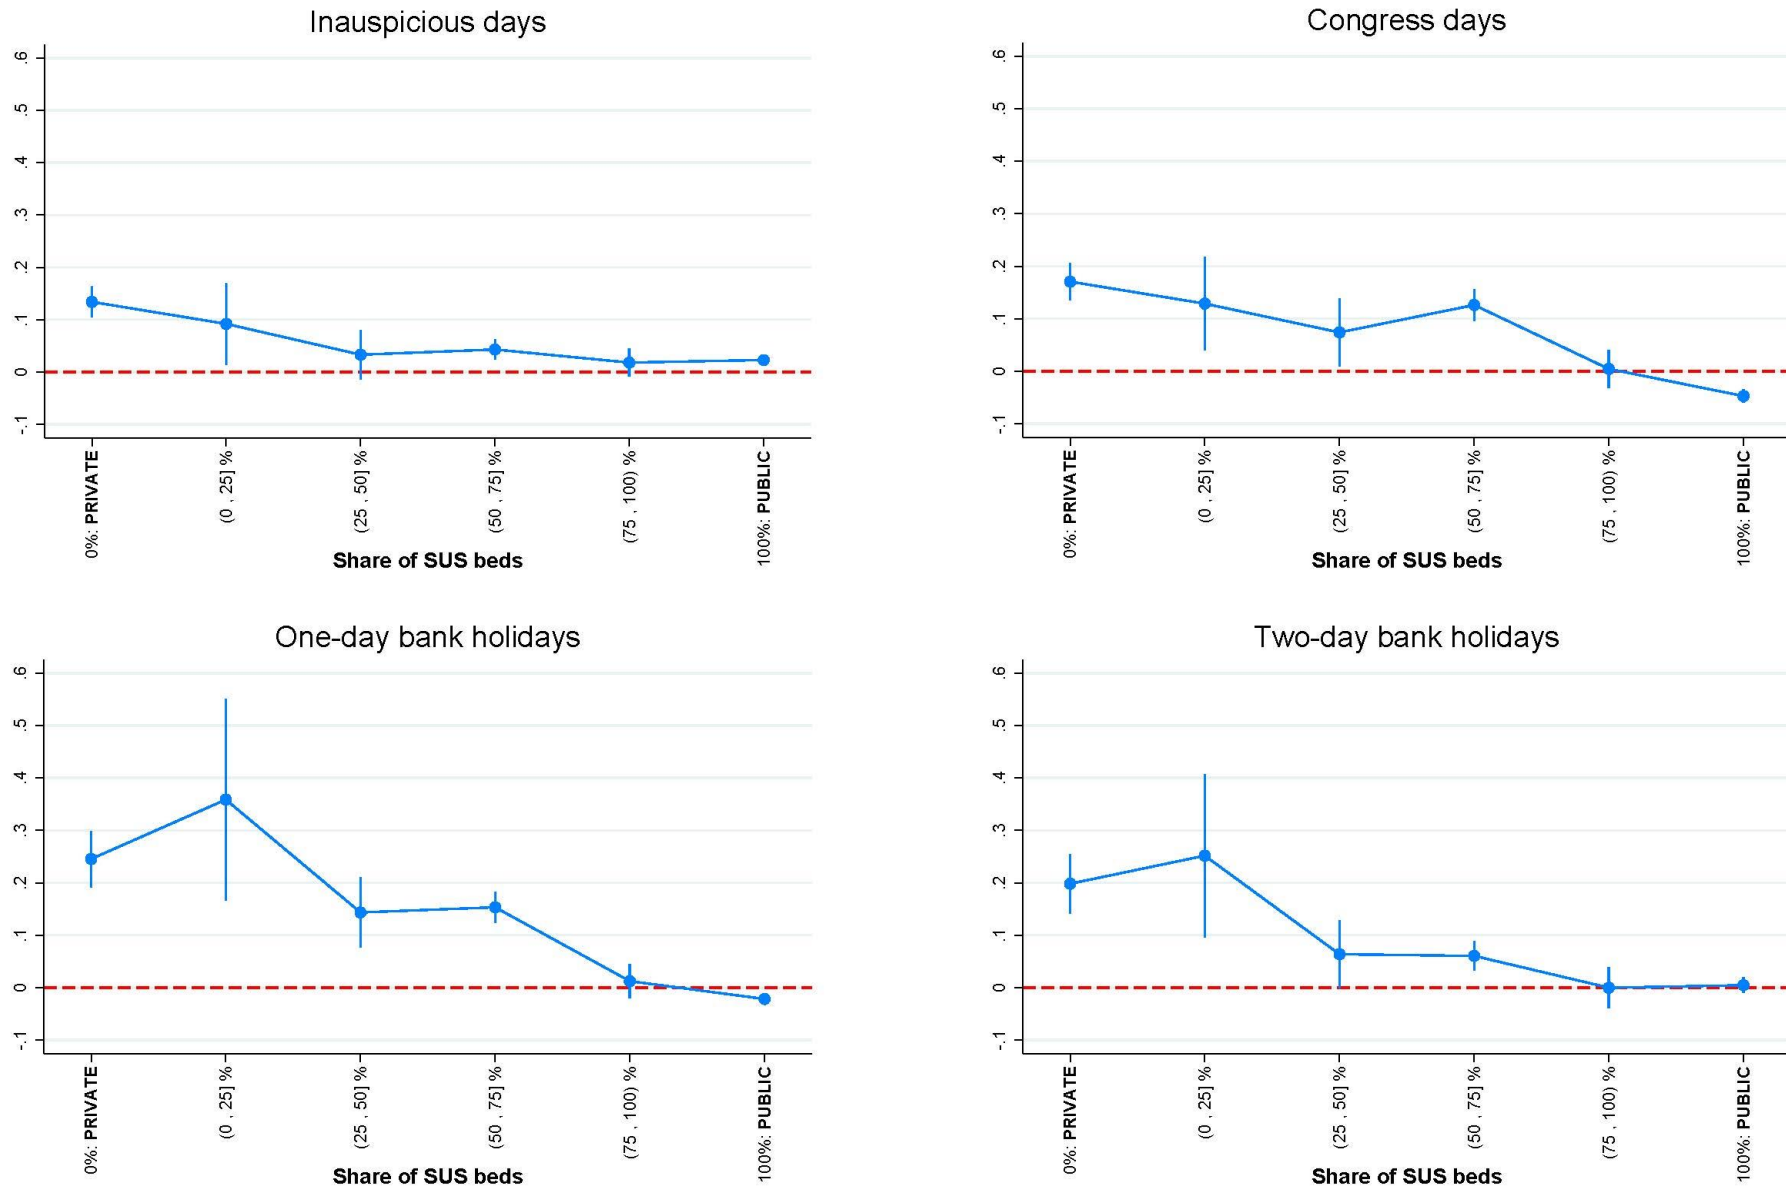 Inauspicious days
.6
.5
.4
.3
.2
.1
0
-.1
0%: PRIVATE
(0 , 25] %
(25 , 50] %
(50 , 75] %
(75 , 100) %
100%: PUBLIC
Share of SUS beds
Congress days
.6
.5
.4
.3
.2
.1
0
-.1
0%: PRIVATE
(0 , 25] %
(25 , 50] %
(50 , 75] %
(75 , 100) %
100%: PUBLIC
Share of SUS beds
One-day bank holidays
.6
.5
.4
.3
.2
.1
0
-.1
0%: PRIVATE
(0 , 25] %
(25 , 50] %
(50 , 75] %
(75 , 100) %
100%: PUBLIC
Share of SUS beds
Two-day bank holidays
.6
.5
.4
.3
.2
.1
0
-.1
0%: PRIVATE
(0 , 25] %
(25 , 50] %
(50 , 75] %
(75 , 100) %
100%: PUBLIC
Share of SUS beds